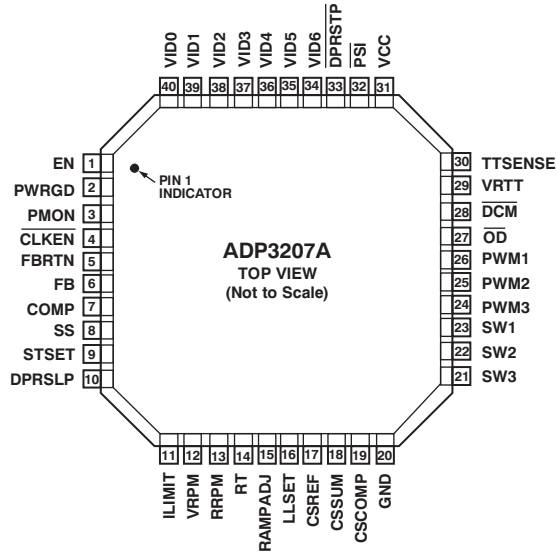 VID0
VID1
VID2
VID3
VID4
VID5
VID6
DPRSTP
PSI
VCC
40
39
38
37
36
35
34
33
32
31
EN 1
PWRGD 2
PMON 3
CLKEN 4
FBRTN 5
FB 6
COMP 7
SS 8
STSET 9
DPRSLP 10
PIN 1
INDICATOR
ADP3207A
TOP VIEW
(Not to Scale)
30 TTSENSE
29 VRTT
28 DCM
27 OD
26 PWM1
25 PWM2
24 PWM3
23 SW1
22 SW2
21 SW3
11
12
13
14
15
16
17
18
19
20
ILIMIT
VRPM
RRPM
RT
RAMPADJ
LLSET
CSREF
CSSUM
CSCOMP
GND